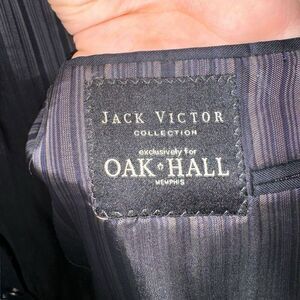 JACK VICTOR
COLLECTION
exclusively for
OAK HALL
MEMPHIS